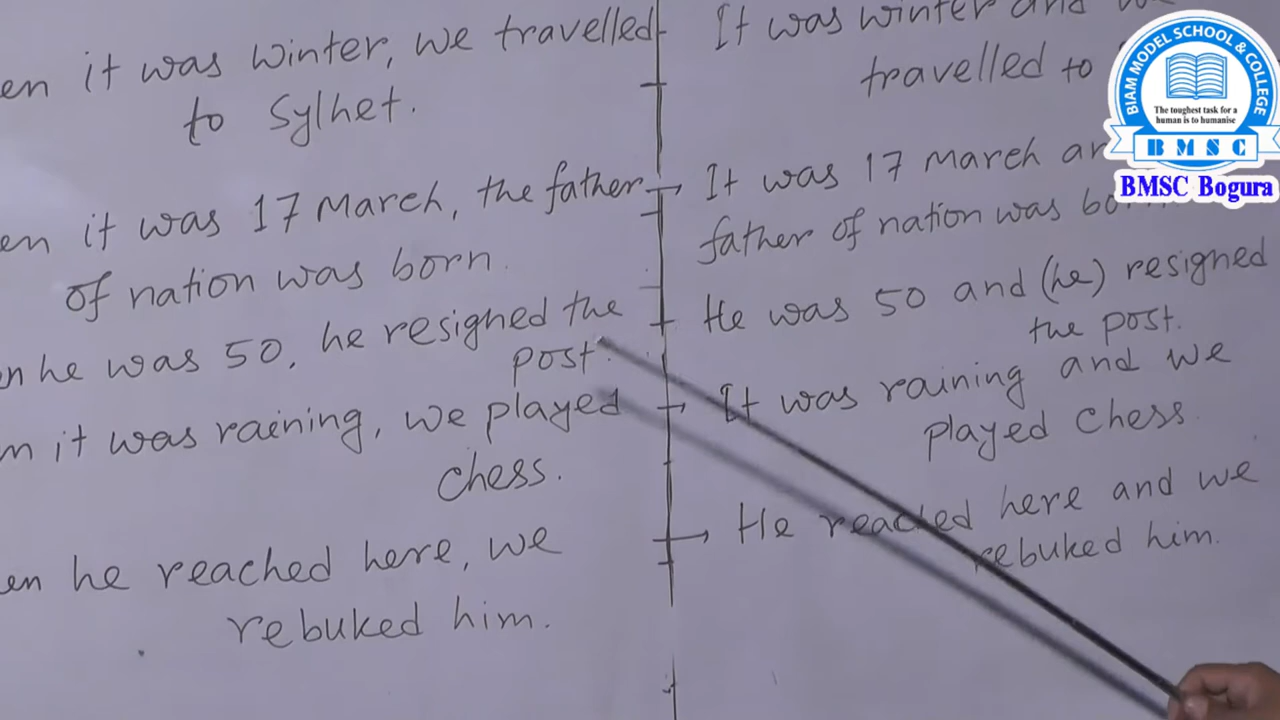 en it was winter, we travelled
to Sylhet.
en it was 17 March, the father
of nation was born.
n he was 50, he resigned the
post.
n it was raining, we played
chess.
en he reached here, we
rebuked him.
It was winter and
travelled to
It was 17 March
father of nation was
He was 50 and (he) resigned
the post.
It was raining and we
played chess.
He reached here and we
rebuked him.
BIAM MODEL SCHOOL & COLLEGE
The toughest task for a
human is to humanise
BMSC
BMSC Bogura